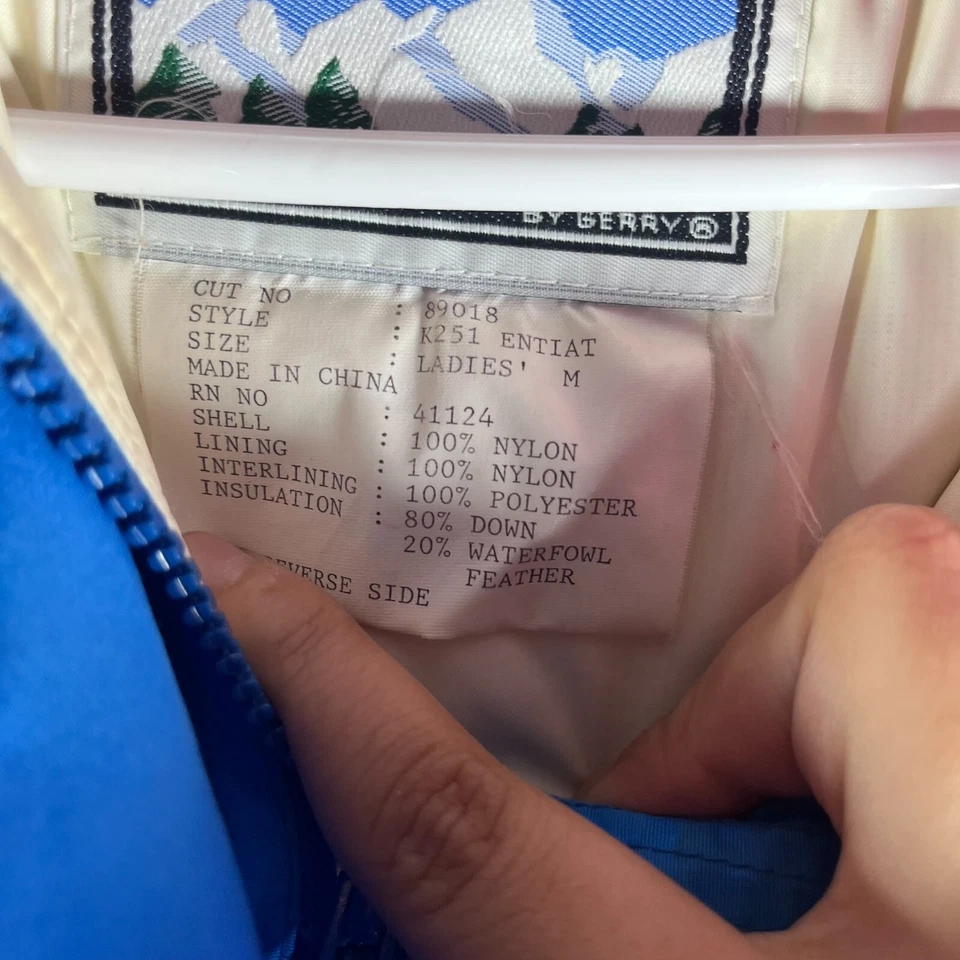 BY GERRY®
CUT NO : 89018
STYLE : K251 ENTIAT
SIZE : LADIES' M
MADE IN CHINA
RN NO : 41124
SHELL : 100% NYLON
LINING : 100% NYLON
INTERLINING : 100% POLYESTER
INSULATION : 80% DOWN
20% WATERFOWL
FEATHER
REVERSE SIDE